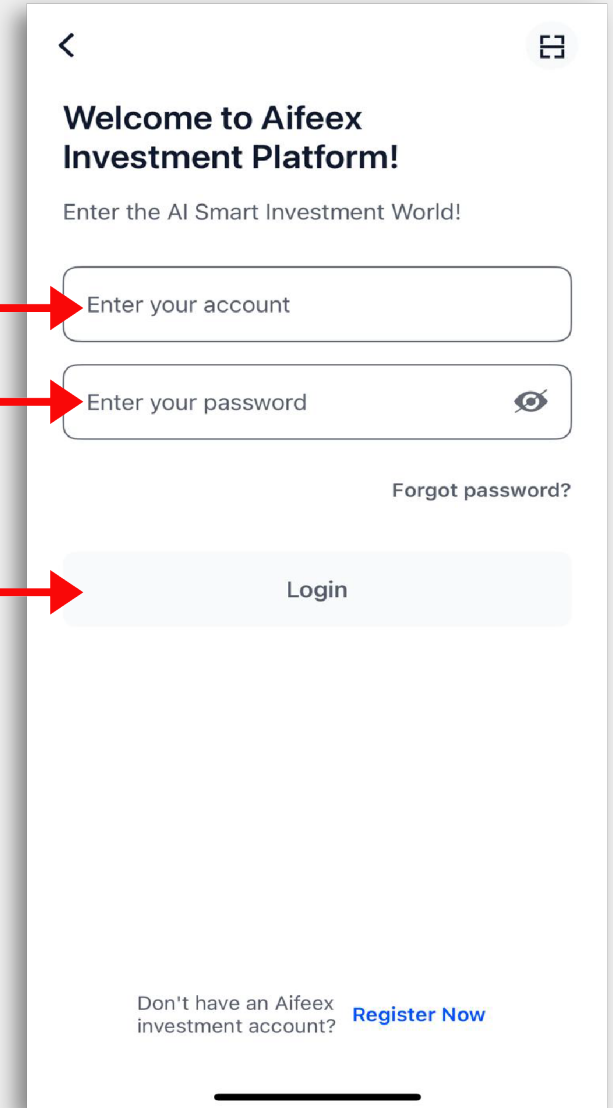 Welcome to Aifeex
Investment Platform!
Enter the AI Smart Investment World!
Enter your account
Enter your password
Forgot password?
Login
Don't have an Aifeex
investment account?
Register Now